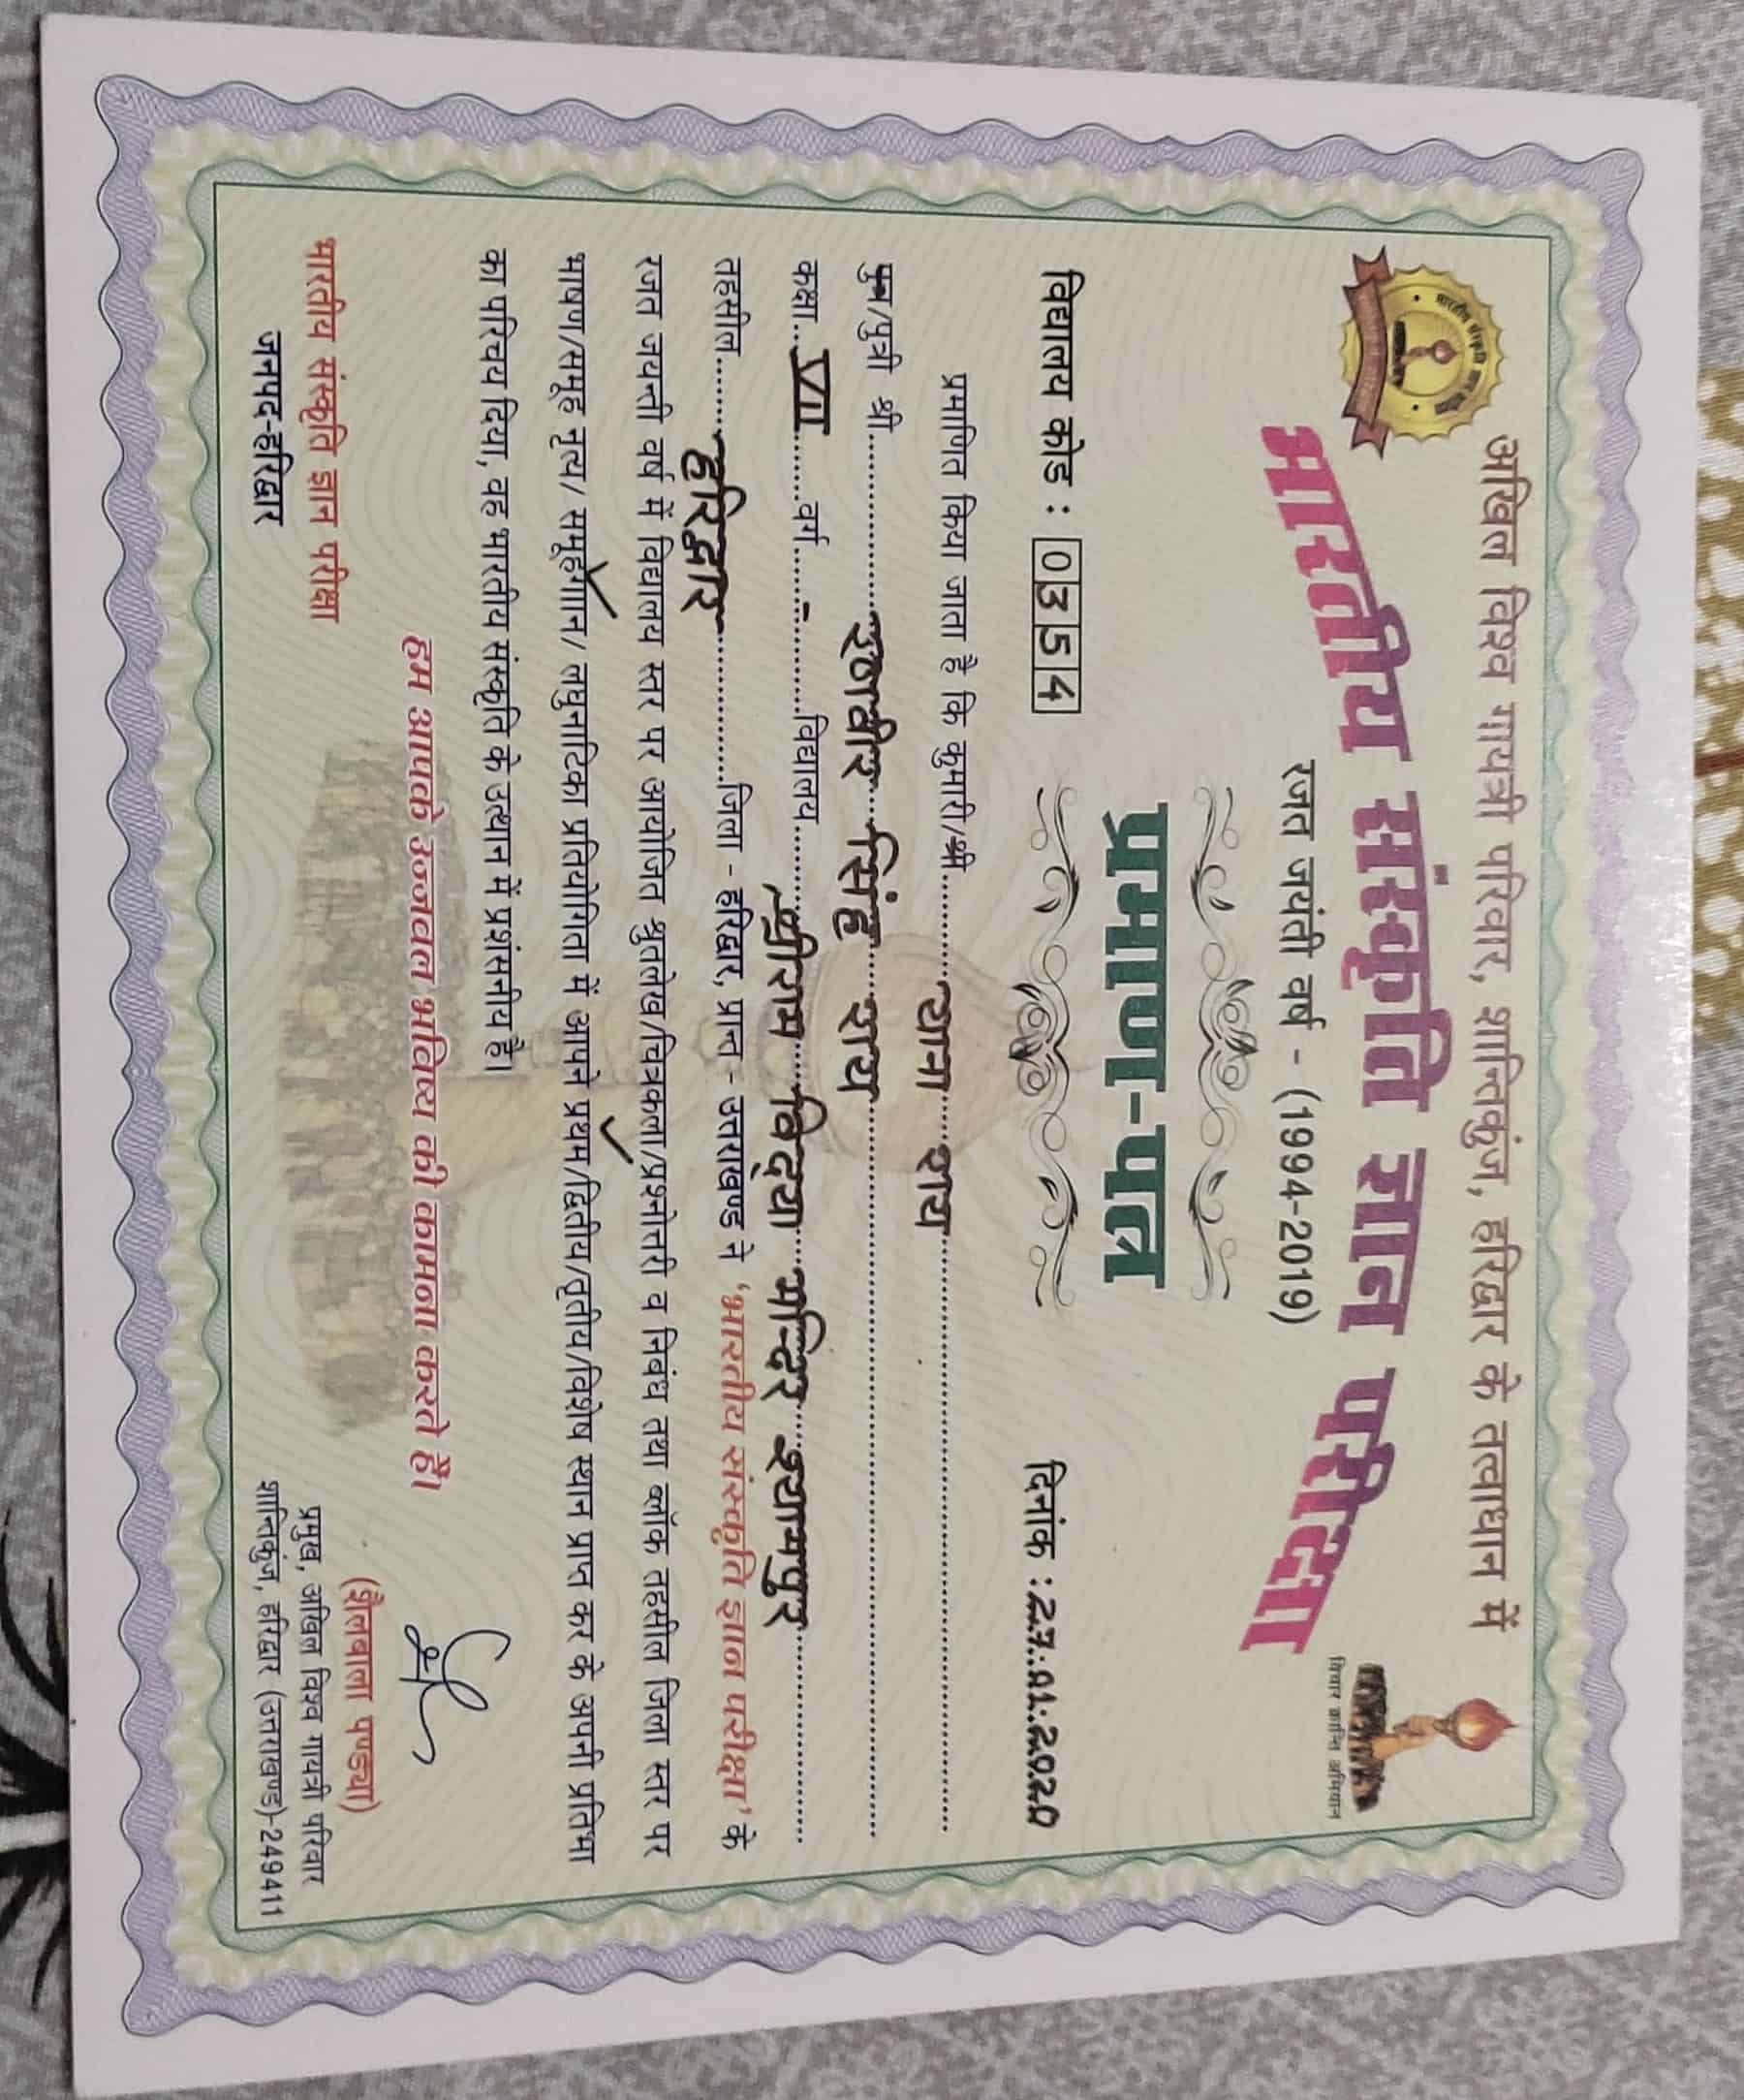 अखिल विश्व गायत्री परिवार, शान्तिकुंज, हरिद्वार के तत्वाधान में
भारतीय संस्कृति ज्ञान परीक्षा
विचार क्रान्ति अभियान
रजत जयंती वर्ष - (1994-2019)
प्रमाण-पत्र
विद्यालय कोड : 0354 दिनांक : 27.01.2020
प्रमाणित किया जाता है कि कुमारी/श्री याना राय
पुत्र/पुत्री श्री रणवीर सिंह राय
कक्षा VII वर्ग - विद्यालय श्रीराम विद्या मन्दिर श्यामपुर
तहसील हरिद्वार जिला - हरिद्वार, प्रान्त - उत्तराखण्ड ने 'भारतीय संस्कृति ज्ञान परीक्षा' के
रजत जयन्ती वर्ष में विद्यालय स्तर पर आयोजित श्रुतलेख/चित्रकला/प्रश्नोतरी व निबंध तथा ब्लॉक तहसील जिला स्तर पर
भाषण/समूह नृत्य/ समूहगान/ लघुनाटिका प्रतियोगिता में आपने प्रथम/द्वितीय/तृतीय/विशेष स्थान प्राप्त कर के अपनी प्रतिभा
का परिचय दिया, वह भारतीय संस्कृति के उत्थान में प्रशंसनीय है।
हम आपके उज्जेवल भविष्य की कामना करते हैं।
भारतीय संस्कृति ज्ञान परीक्षा
जनपद-हरिद्वार
(शैलबाला पण्ड्या)
प्रमुख, अखिल विश्व गायत्री परिवार
शान्तिकुंज, हरिद्वार (उत्तराखण्ड)-249411